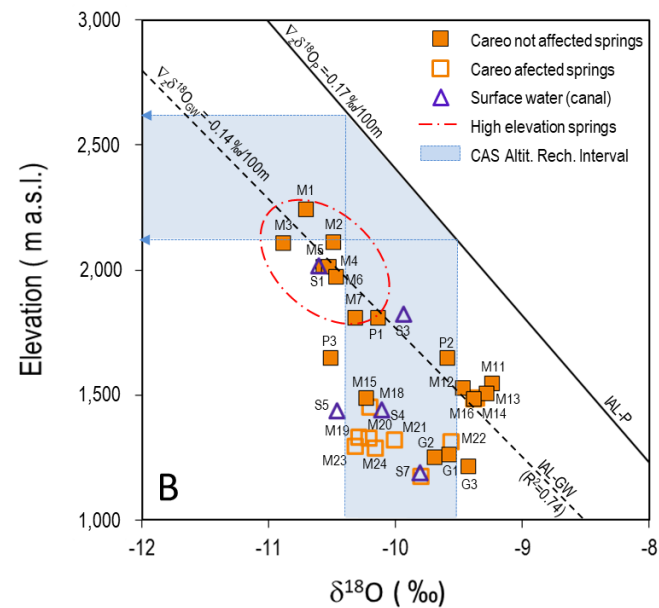 3,000
2,500
2,000
1,500
1,000
Elevation ( m a.s.l.)
-12
-11
-10
-9
-8
δ¹⁸O ( ‰)
∇zδ¹⁸OP=-0.17‰/100m
∇zδ¹⁸OGW=-0.14‰/100m
Careo not affected springs
Careo afected springs
Surface water (canal)
High elevation springs
CAS Altit. Rech. Interval
M1
M3
M2
M5
M4
S1
M6
M7
P1
S3
P3
P2
M11
M12
M13
M15
M18
M16
M14
S5
S4
M19
M20
M21
M22
M23
M24
G2
G1
S7
G3
IAL-P
IAL-GW
(R²=0.74)
B